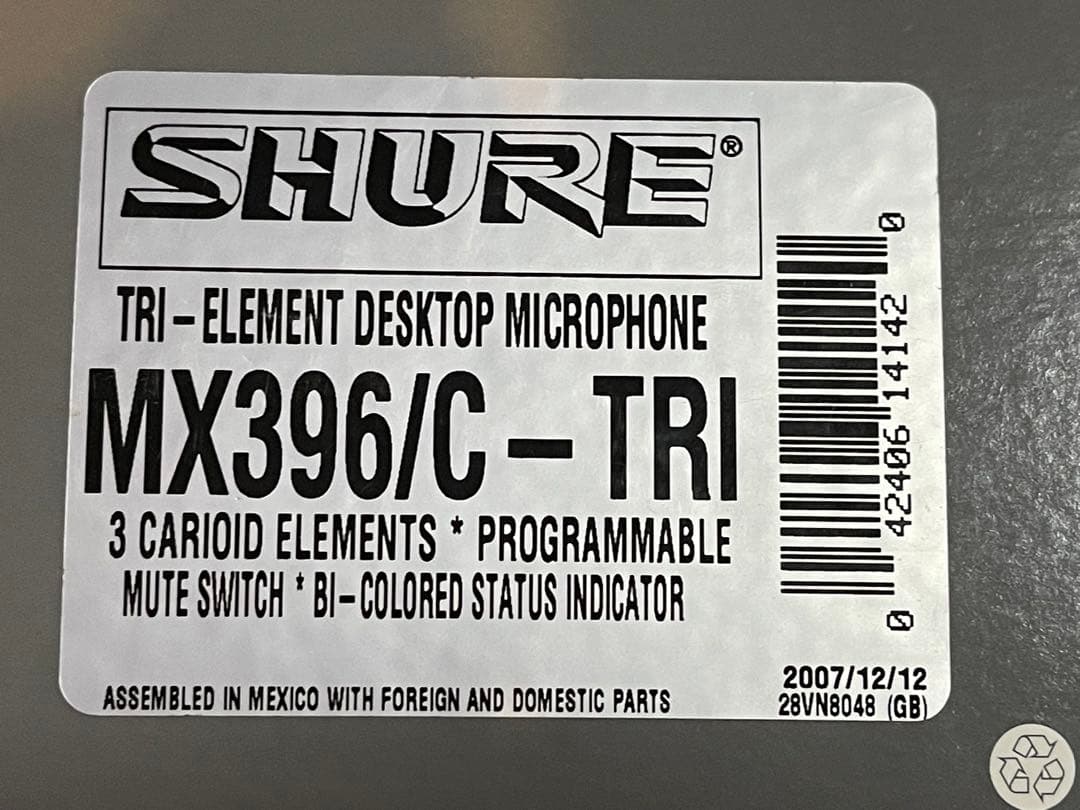 SHURE®
TRI-ELEMENT DESKTOP MICROPHONE
MX396/C-TRI
3 CARIOID ELEMENTS * PROGRAMMABLE
MUTE SWITCH * BI-COLORED STATUS INDICATOR
ASSEMBLED IN MEXICO WITH FOREIGN AND DOMESTIC PARTS
0 42406 14142 0
2007/12/12
28VN8048 (GB)